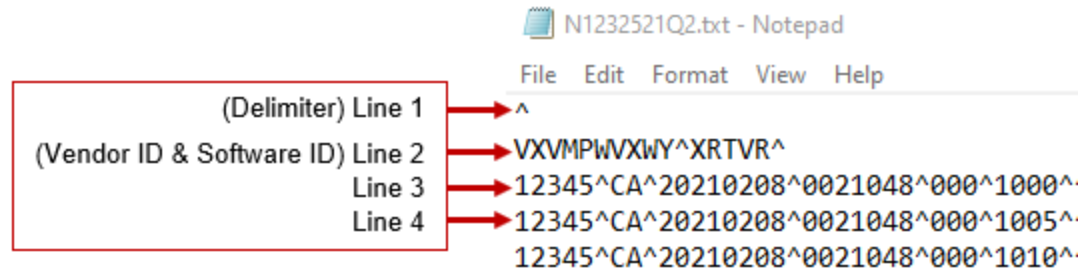 N1232521Q2.txt - Notepad
File Edit Format View Help
(Delimiter) Line 1 ^
(Vendor ID & Software ID) Line 2 VXVMPWVXWY^XRTVR^
Line 3 12345^CA^20210208^0021048^000^1000^
Line 4 12345^CA^20210208^0021048^000^1005^
12345^CA^20210208^0021048^000^1010^